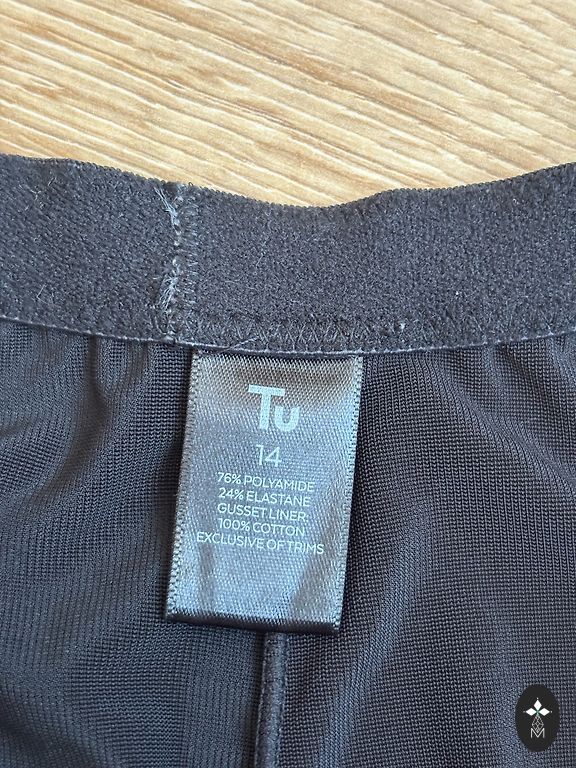 Tu
14
76% POLYAMIDE
24% ELASTANE
GUSSET LINER:
100% COTTON
EXCLUSIVE OF TRIMS
M